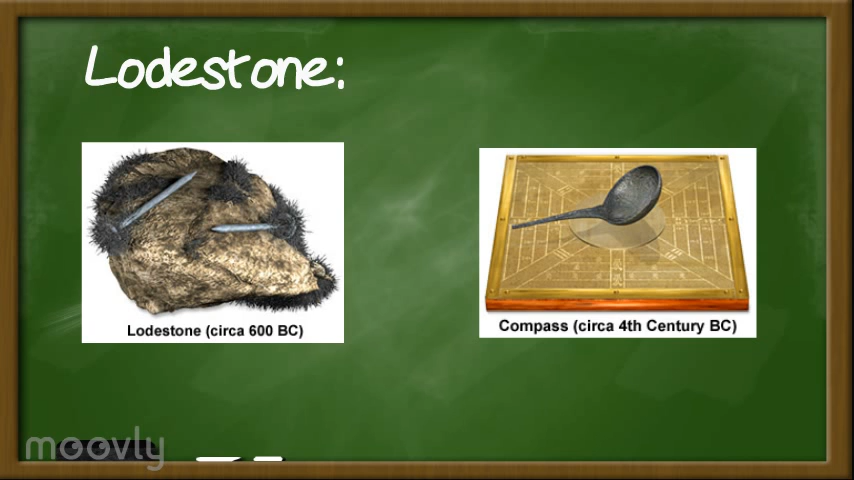 Lodestone:
Lodestone (circa 600 BC)
Compass (circa 4th Century BC)
moovly